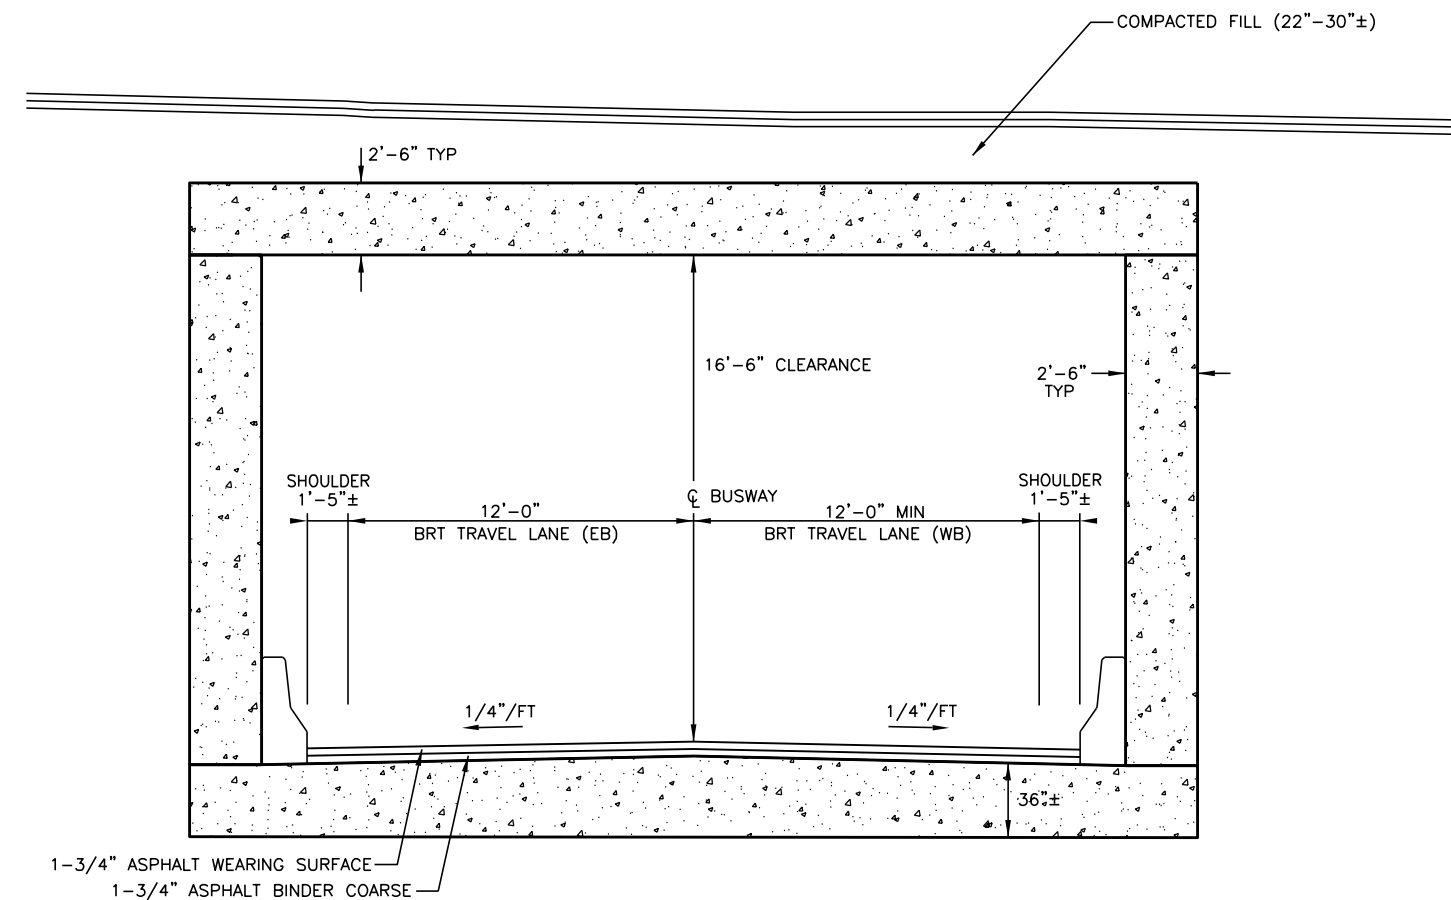 COMPACTED FILL (22"-30"±)
2'-6" TYP
16'-6" CLEARANCE
2'-6"
TYP
SHOULDER
1'-5"±
SHOULDER
1'-5"±
℄ BUSWAY
12'-0"
BRT TRAVEL LANE (EB)
12'-0" MIN
BRT TRAVEL LANE (WB)
1/4"/FT
1/4"/FT
36"±
1-3/4" ASPHALT WEARING SURFACE
1-3/4" ASPHALT BINDER COARSE